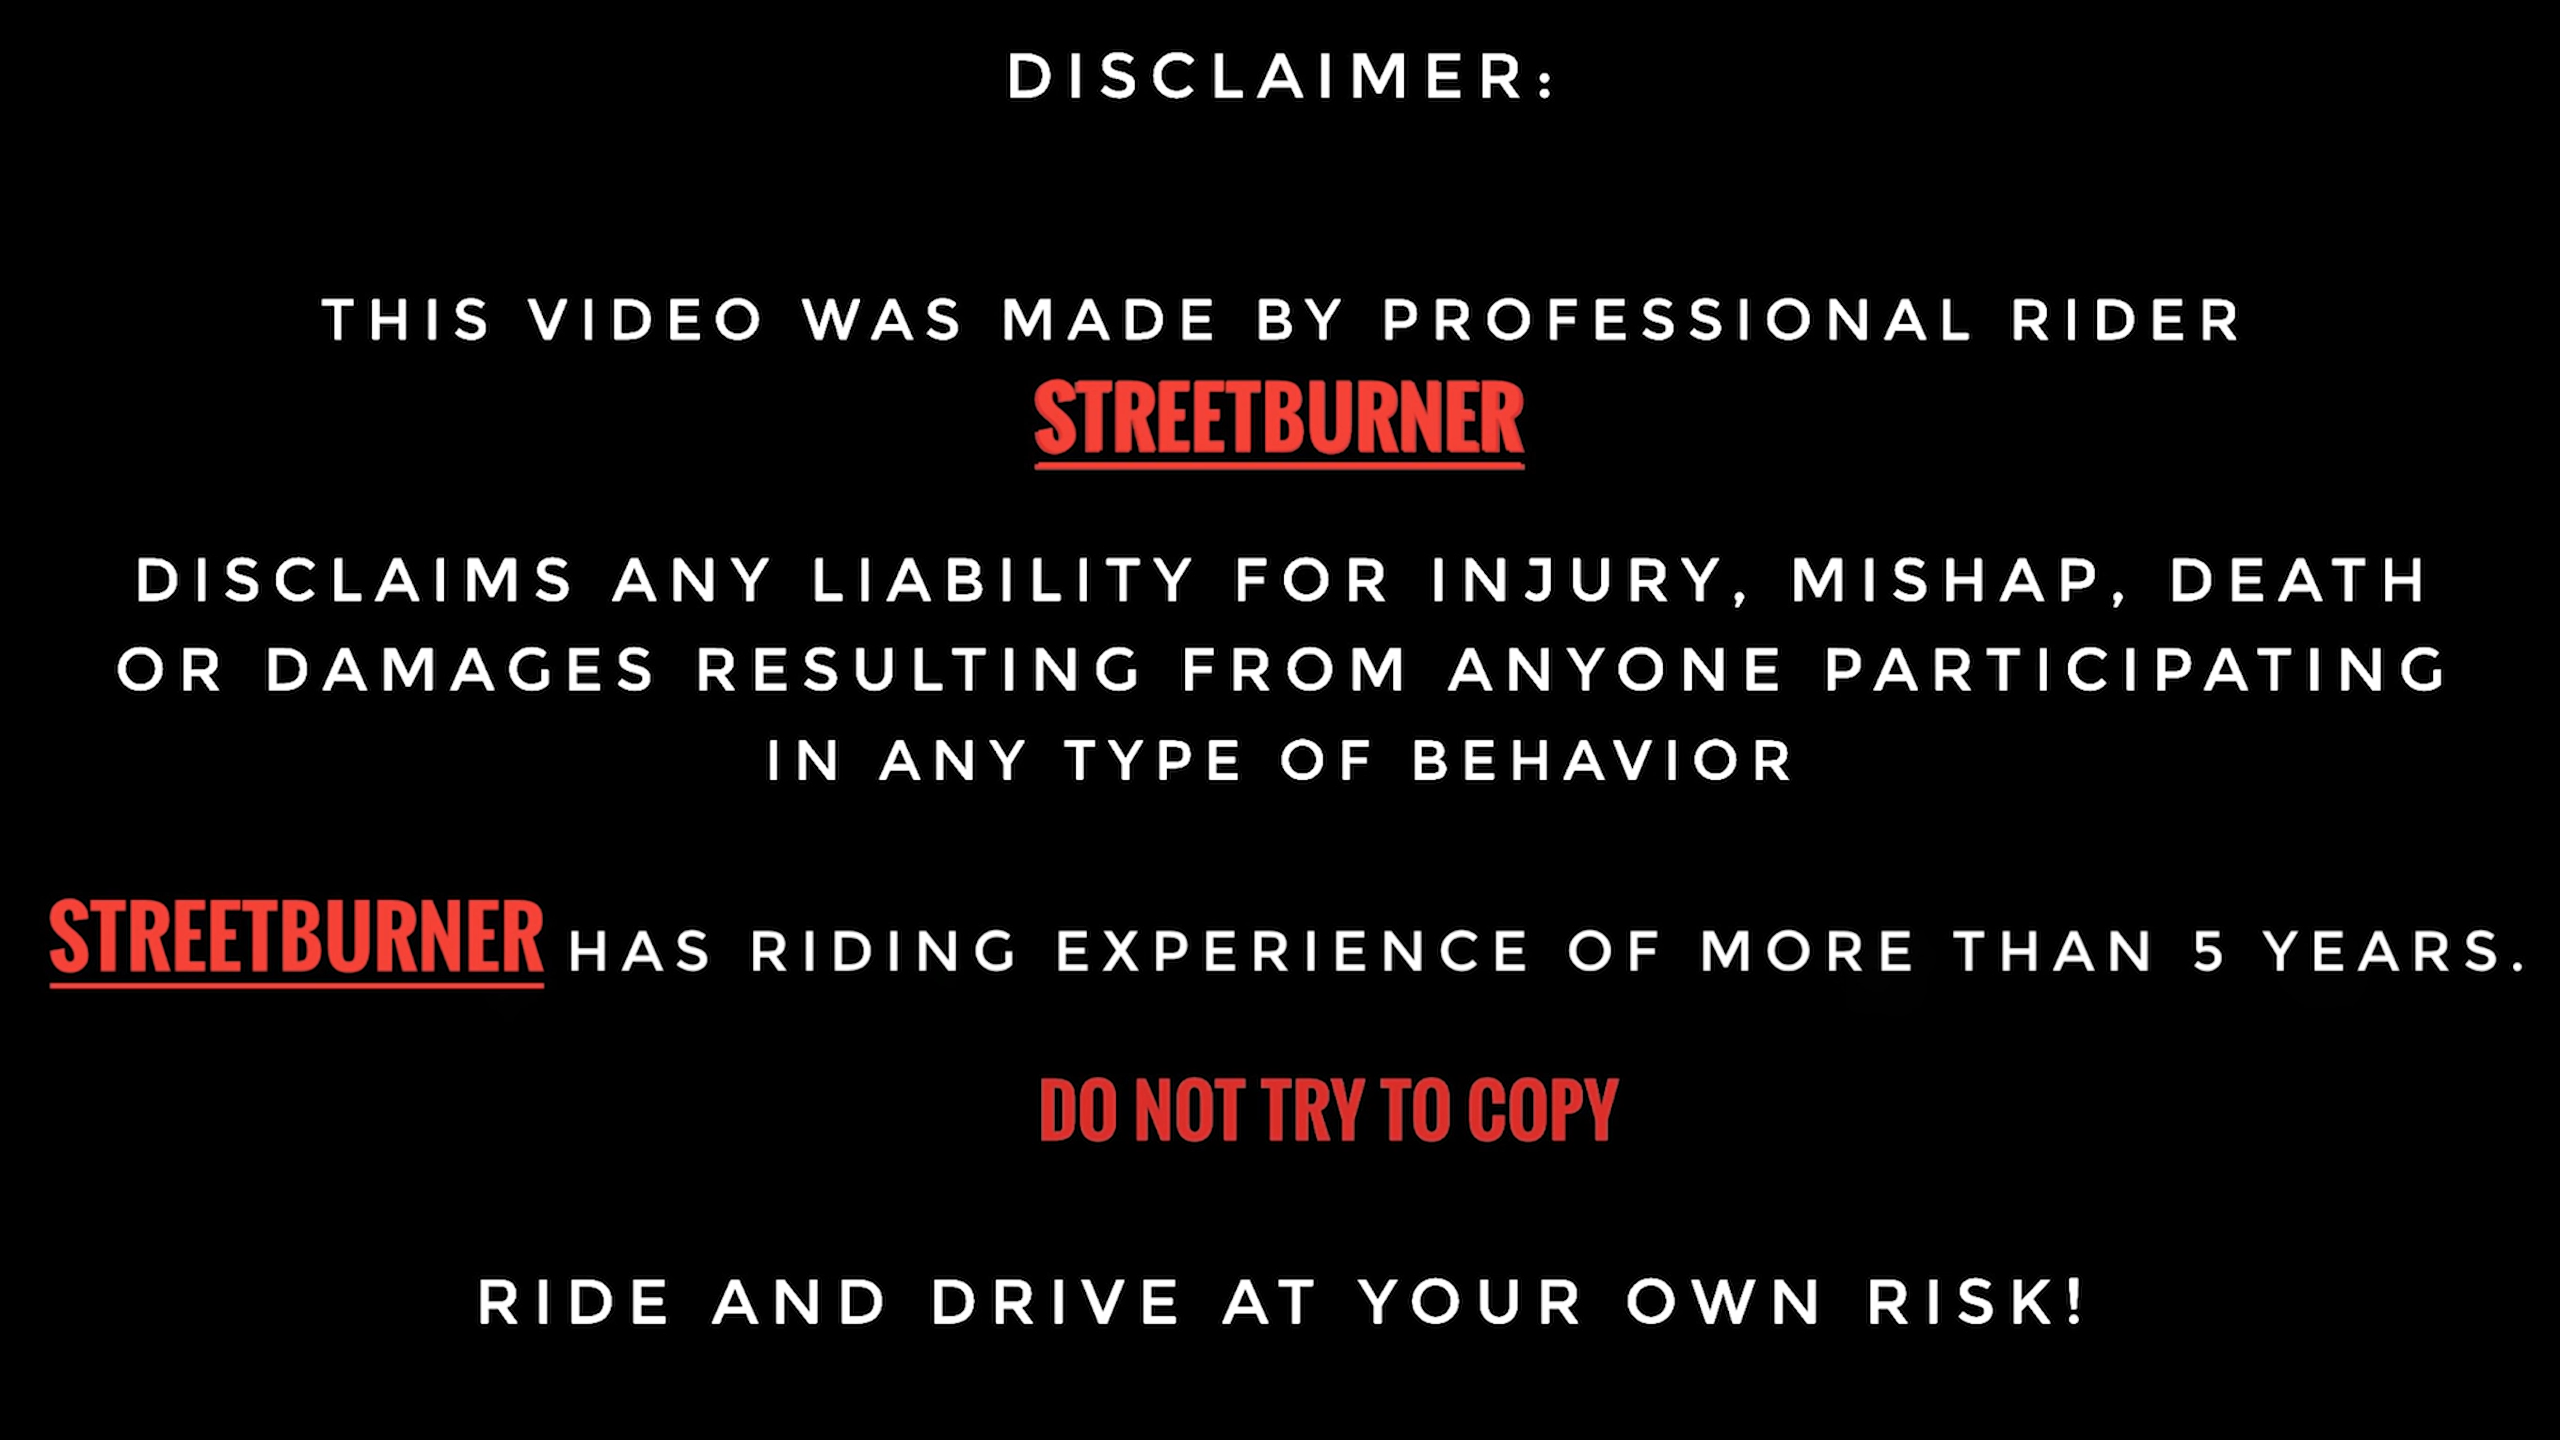 DISCLAIMER:
THIS VIDEO WAS MADE BY PROFESSIONAL RIDER
STREETBURNER
DISCLAIMS ANY LIABILITY FOR INJURY, MISHAP, DEATH
OR DAMAGES RESULTING FROM ANYONE PARTICIPATING
IN ANY TYPE OF BEHAVIOR
STREETBURNER HAS RIDING EXPERIENCE OF MORE THAN 5 YEARS.
DO NOT TRY TO COPY
RIDE AND DRIVE AT YOUR OWN RISK!